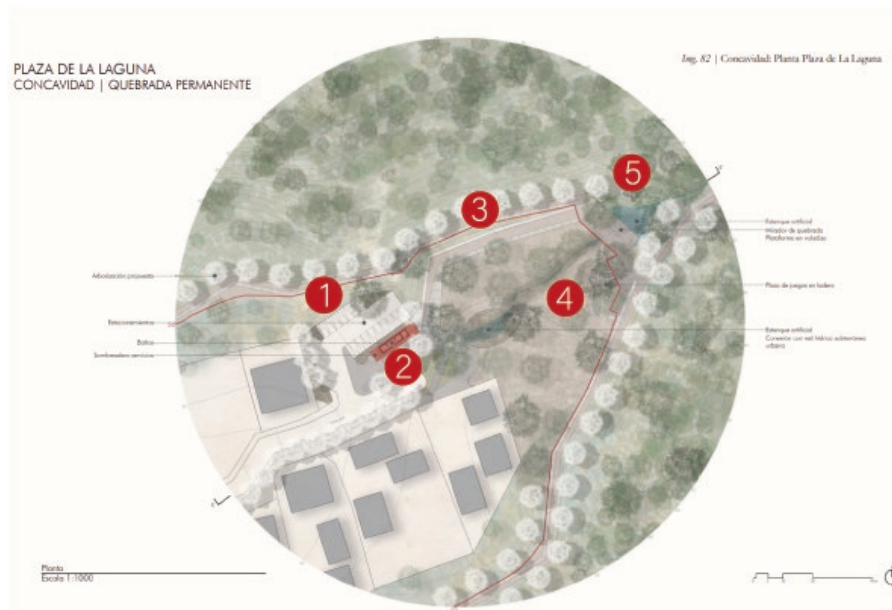 PLAZA DE LA LAGUNA
CONCAVIDAD | QUEBRADA PERMANENTE
Img. 82 | Concavidad: Planta Plaza de La Laguna
5
3
Estanque artificial
Mirador de quebrada
Plataforma en voladizo
Arborización propuesta
1
4
Plaza de juegos en ladera
Estacionamientos
Estanque artificial
Conexión con red hídrica subterránea
urbana
Baños
Sombreadero servicios
2
Planta
Escala 1:1000